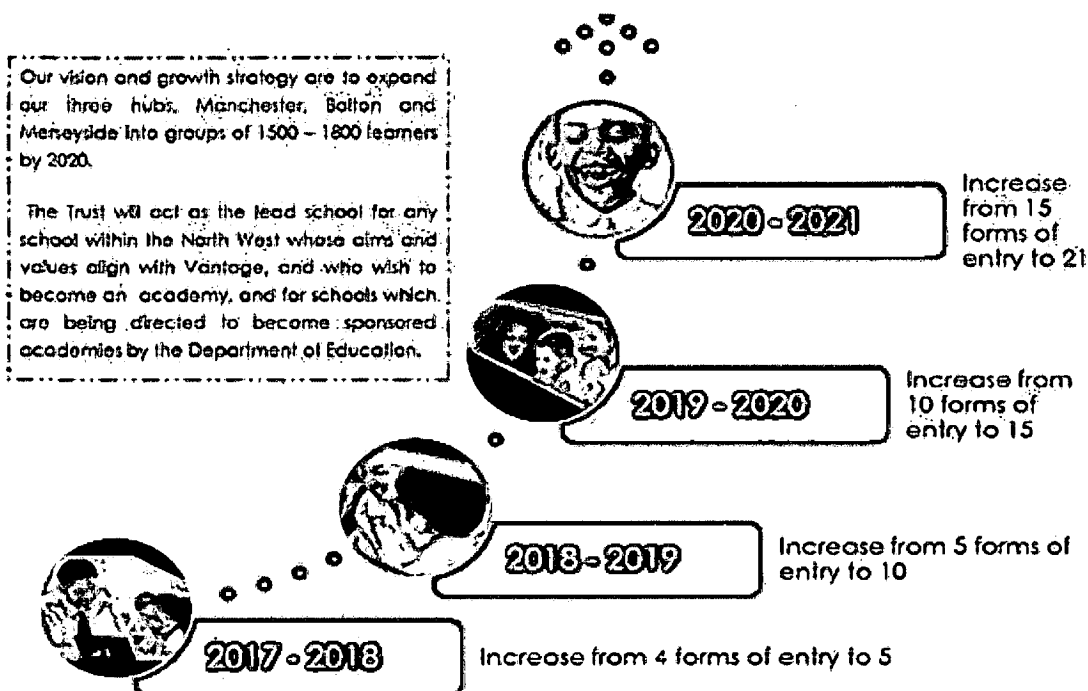 Our vision and growth strategy are to expand
our three hubs, Manchester, Bolton and
Merseyside into groups of 1500 – 1800 learners
by 2020.
The Trust will act as the lead school for any
school within the North West whose aims and
values align with Vantage, and who wish to
become an academy, and for schools which
are being directed to become sponsored
academies by the Department of Education.
2020 - 2021
Increase
from 15
forms of
entry to 21
2019 - 2020
Increase from
10 forms of
entry to 15
2018 - 2019
Increase from 5 forms of
entry to 10
2017 - 2018
Increase from 4 forms of entry to 5